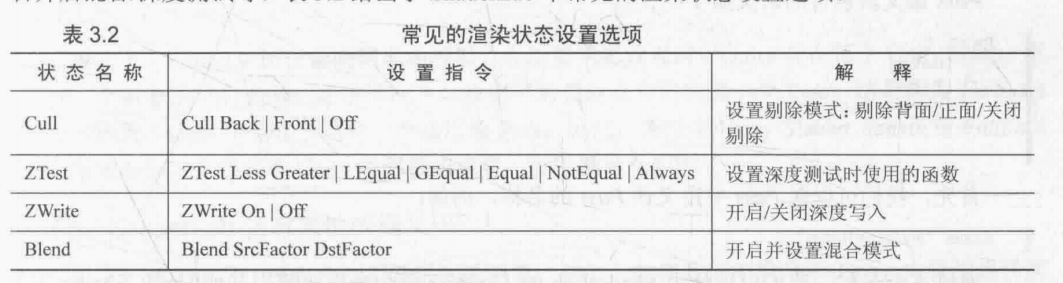 表 3.2 常见的渲染状态设置选项
状 态 名 称 设 置 指 令 解 释
Cull Cull Back | Front | Off 设置剔除模式：剔除背面/正面/关闭
剔除
ZTest ZTest Less Greater | LEqual | GEqual | Equal | NotEqual | Always 设置深度测试时使用的函数
ZWrite ZWrite On | Off 开启/关闭深度写入
Blend Blend SrcFactor DstFactor 开启并设置混合模式